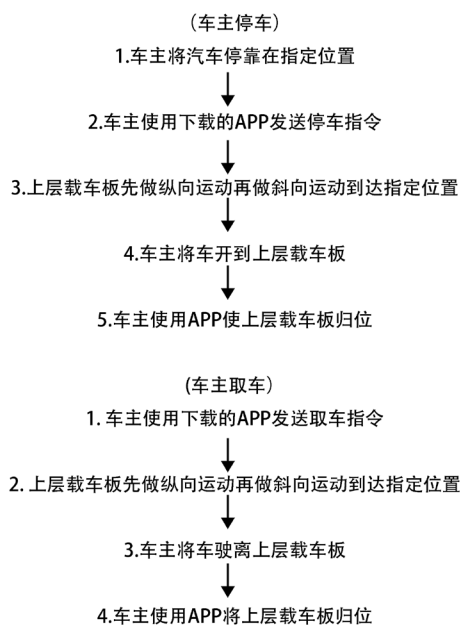 （车主停车）
1.车主将汽车停靠在指定位置
2.车主使用下载的APP发送停车指令
3.上层载车板先做纵向运动再做斜向运动到达指定位置
4.车主将车开到上层载车板
5.车主使用APP使上层载车板归位
(车主取车）
1. 车主使用下载的APP发送取车指令
2. 上层载车板先做纵向运动再做斜向运动到达指定位置
3.车主将车驶离上层载车板
4.车主使用APP将上层载车板归位